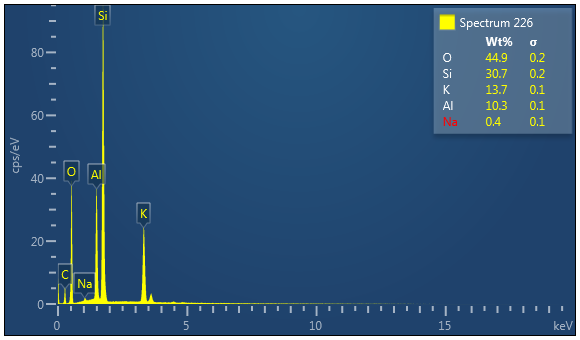 Spectrum 226
Wt% σ
O 44.9 0.2
Si 30.7 0.2
K 13.7 0.1
Al 10.3 0.1
Na 0.4 0.1
Si
O
Al
K
C
Na
cps/eV
80
60
40
20
0
0 5 10 15 keV